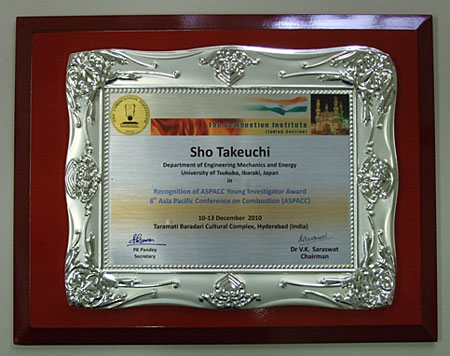 The Combustion Institute
(Indian Section)
Sho Takeuchi
Department of Engineering Mechanics and Energy
University of Tsukuba, Ibaraki, Japan
in
Recognition of ASPACC Young Investigator Award
8th Asia Pacific Conference on Combustion (ASPACC)
10-13 December 2010
Taramati Baradari Cultural Complex, Hyderabad (India)
PK Pandey
Secretary
Dr V.K. Saraswat
Chairman